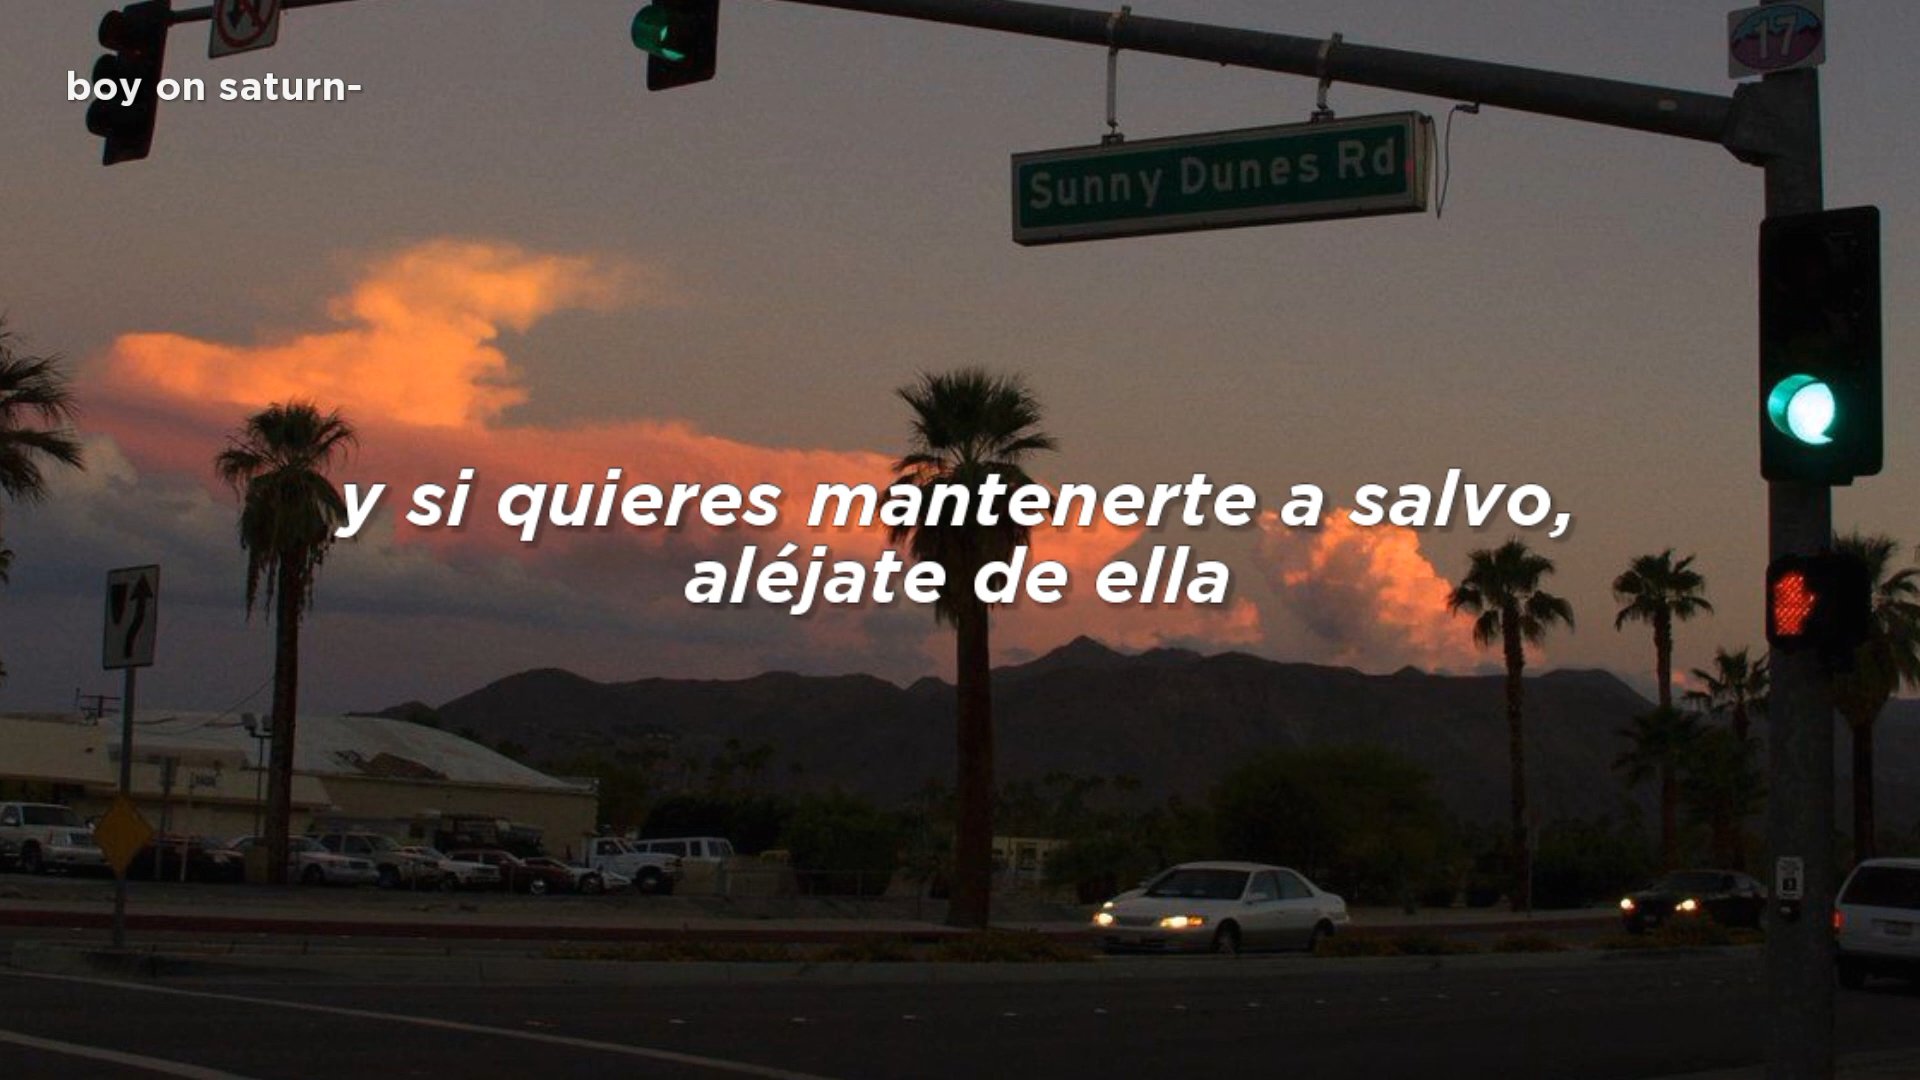 boy on saturn-
17
Sunny Dunes Rd
y si quieres mantenerte a salvo,
aléjate de ella